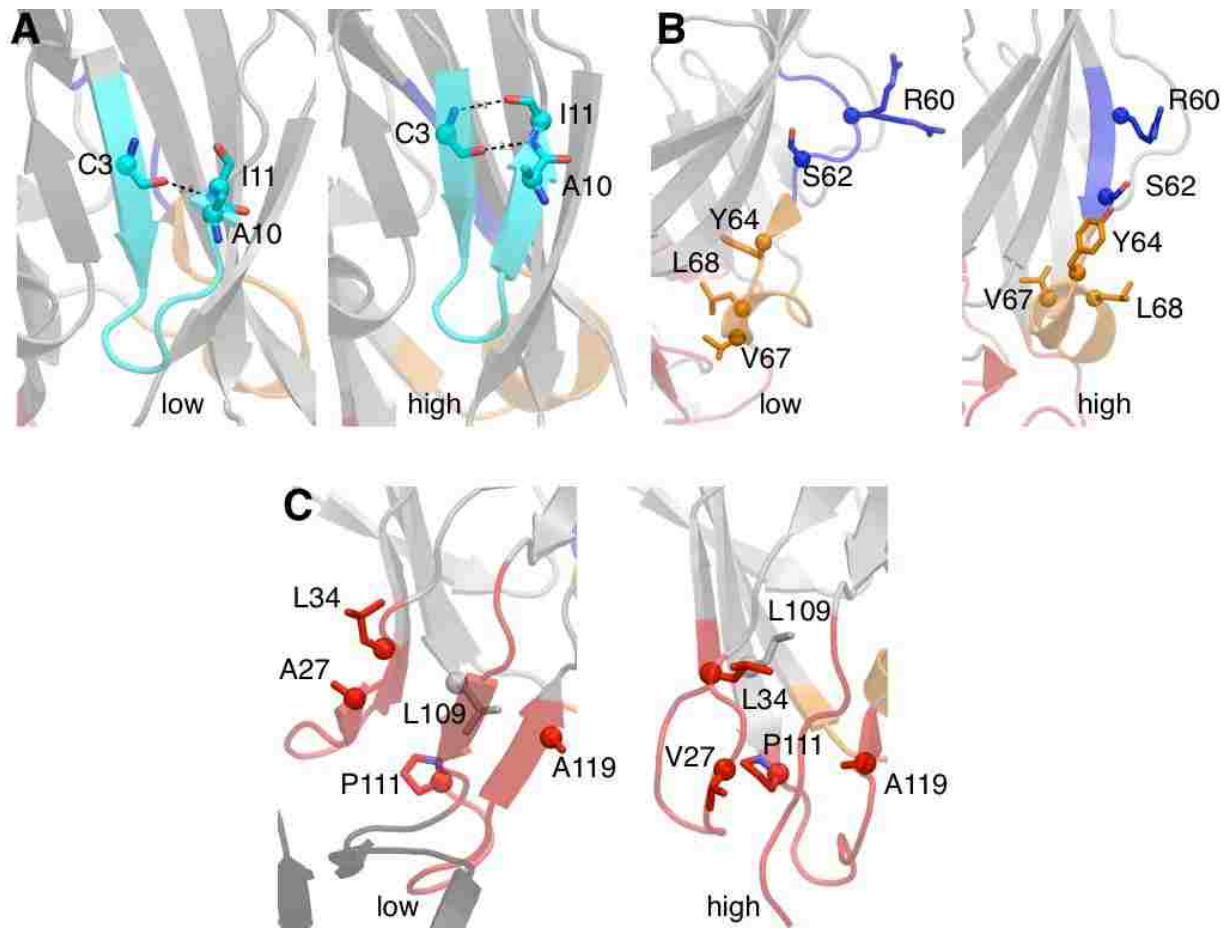 A
C3
I11
A10
low
C3
I11
A10
high
B
R60
S62
Y64
L68
V67
low
R60
S62
Y64
V67
L68
high
C
L34
A27
L109
P111
A119
low
L109
L34
V27
P111
A119
high